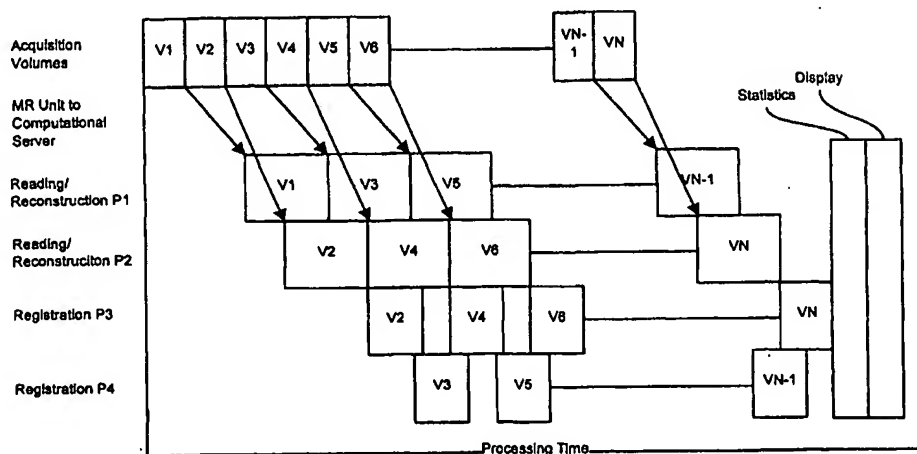 Acquisition
Volumes
V1 V2 V3 V4 V5 V6 VN-
1 VN
Display
Statistics
MR Unit to
Computational
Server
Reading/
Reconstruction P1
V1 V3 V5 VN-1
Reading/
Reconstruciton P2
V2 V4 V6 VN
Registration P3
V2 V4 V6 VN
Registration P4
V3 V5 VN-1
Processing Time